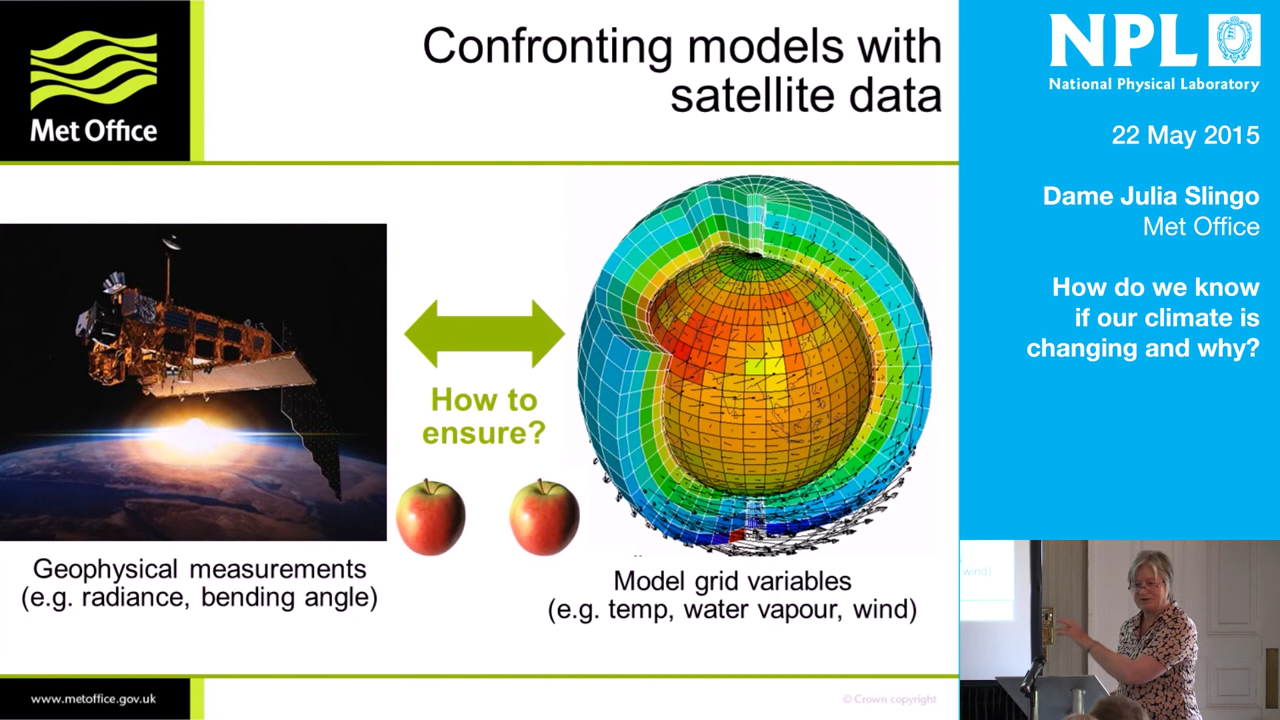 Confronting models with
satellite data
Met Office
How to
ensure?
Geophysical measurements
(e.g. radiance, bending angle)
Model grid variables
(e.g. temp, water vapour, wind)
www.metoffice.gov.uk
© Crown copyright
NPL
National Physical Laboratory
22 May 2015
Dame Julia Slingo
Met Office
How do we know
if our climate is
changing and why?
wind)